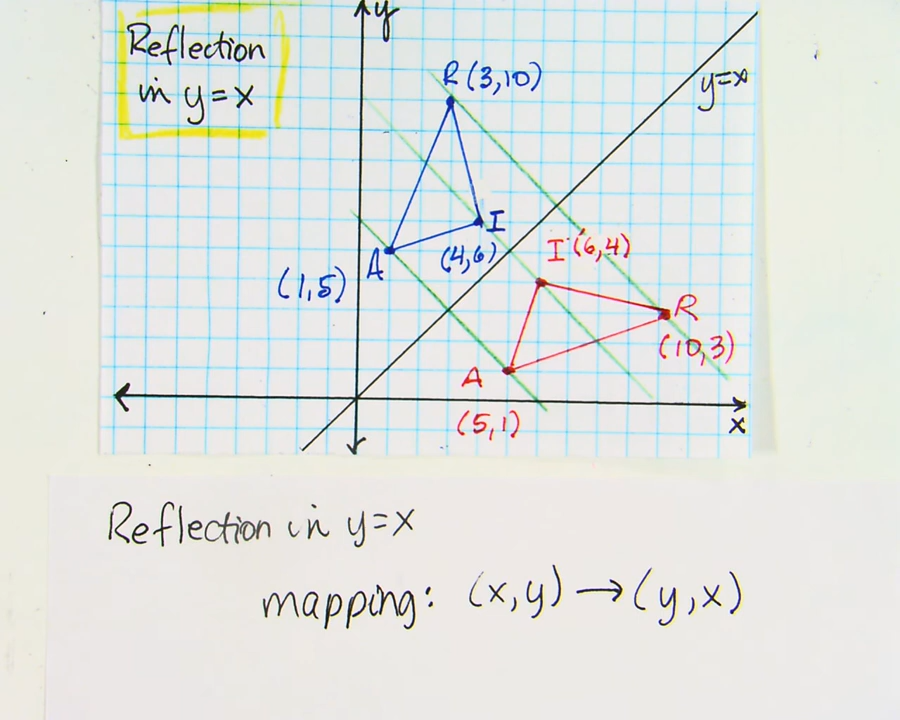 Reflection
in y=x
y
R (3,10)
y=x
I
(4,6)
A
(1,5)
I' (6,4)
R
(10,3)
A
(5,1)
x
Reflection in y=x
mapping: (x,y) → (y,x)